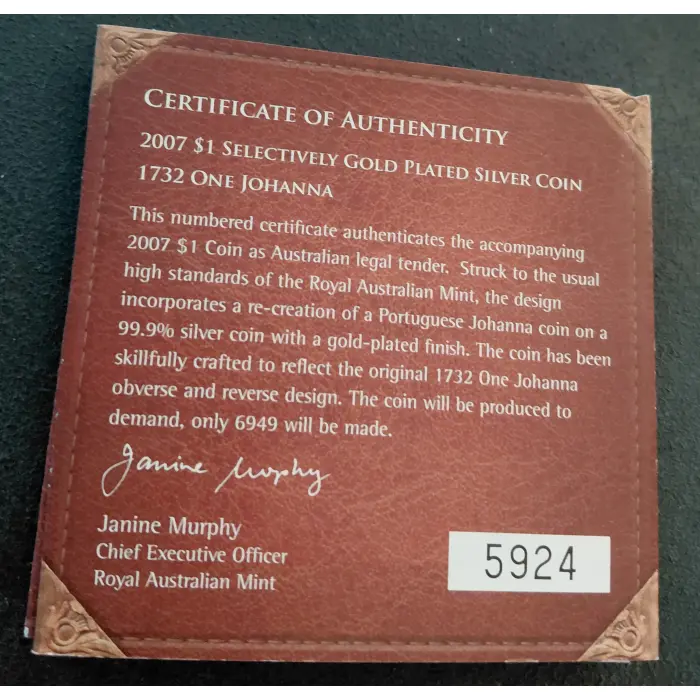 CERTIFICATE OF AUTHENTICITY
2007 $1 SELECTIVELY GOLD PLATED SILVER COIN
1732 ONE JOHANNA
This numbered certificate authenticates the accompanying
2007 $1 Coin as Australian legal tender. Struck to the usual
high standards of the Royal Australian Mint, the design
incorporates a re-creation of a Portuguese Johanna coin on a
99.9% silver coin with a gold-plated finish. The coin has been
skillfully crafted to reflect the original 1732 One Johanna
obverse and reverse design. The coin will be produced to
demand, only 6949 will be made.
Janine Murphy
Janine Murphy
Chief Executive Officer
Royal Australian Mint
5924